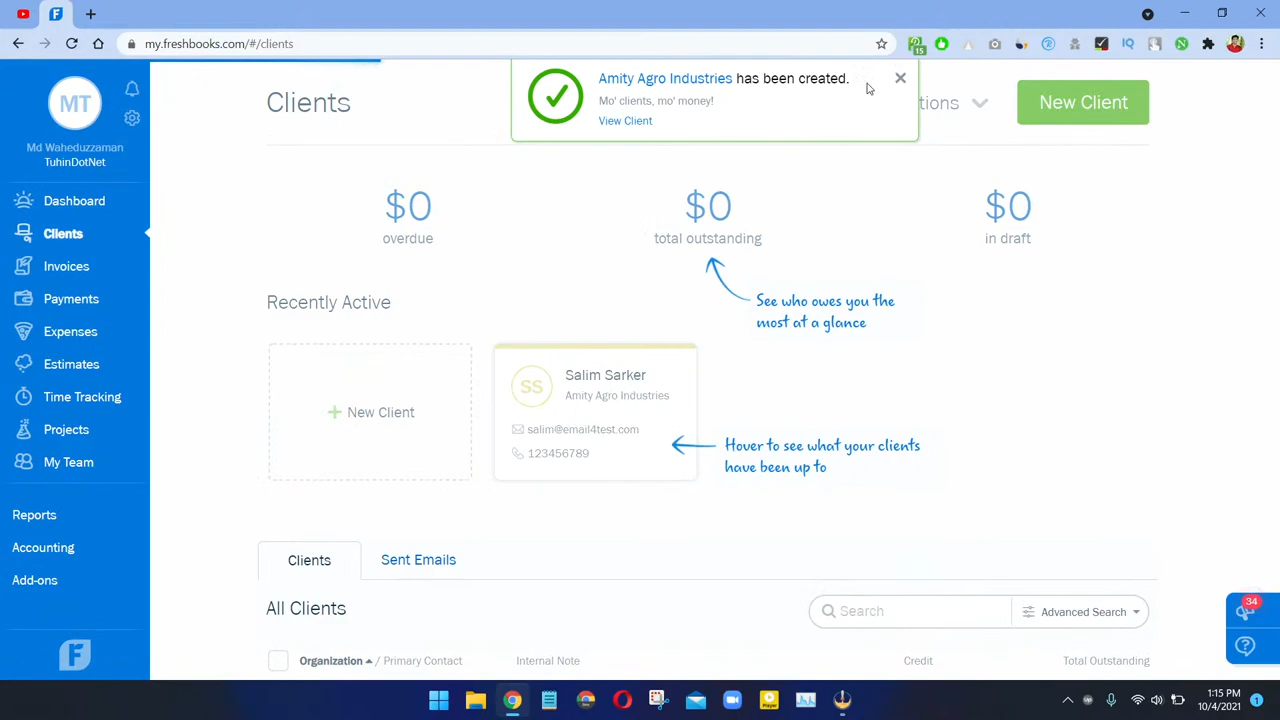 my.freshbooks.com/#/clients
15
MT
Md Waheduzzaman
TuhinDotNet
Dashboard
Clients
Invoices
Payments
Expenses
Estimates
Time Tracking
Projects
My Team
Reports
Accounting
Add-ons
Clients
Amity Agro Industries has been created.
Mo' clients, mo' money!
View Client
New Client
$0
overdue
$0
total outstanding
$0
in draft
See who owes you the
most at a glance
Recently Active
+ New Client
SS
Salim Sarker
Amity Agro Industries
salim@email4test.com
123456789
Hover to see what your clients
have been up to
Clients
Sent Emails
All Clients
Search
Advanced Search
Organization / Primary Contact
Internal Note
Credit
Total Outstanding
34
1:15 PM
10/4/2021